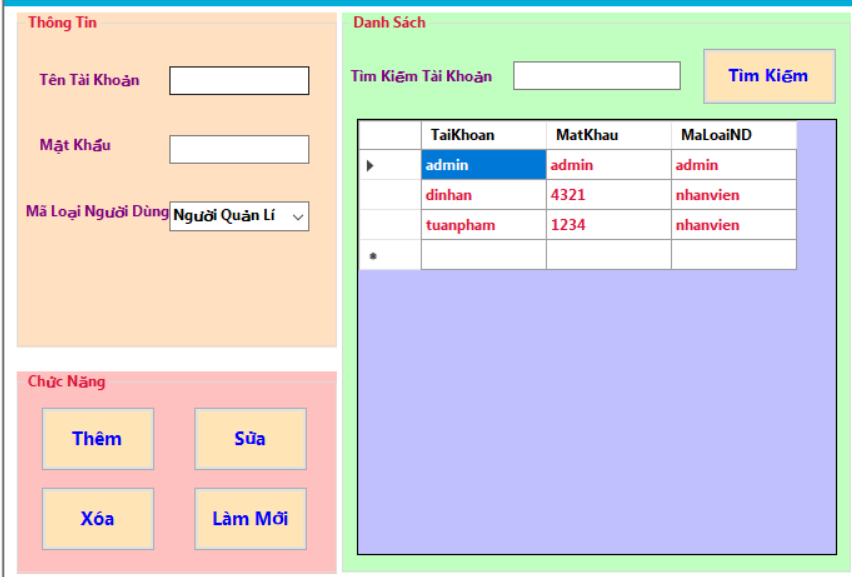 Thông Tin
Tên Tài Khoản
Mật Khẩu
Mã Loại Người Dùng Người Quản Lí
Chức Năng
Thêm Sửa
Xóa Làm Mới
Danh Sách
Tìm Kiếm Tài Khoản Tìm Kiếm
TaiKhoan MatKhau MaLoaiND
admin admin admin
dinhan 4321 nhanvien
tuanpham 1234 nhanvien